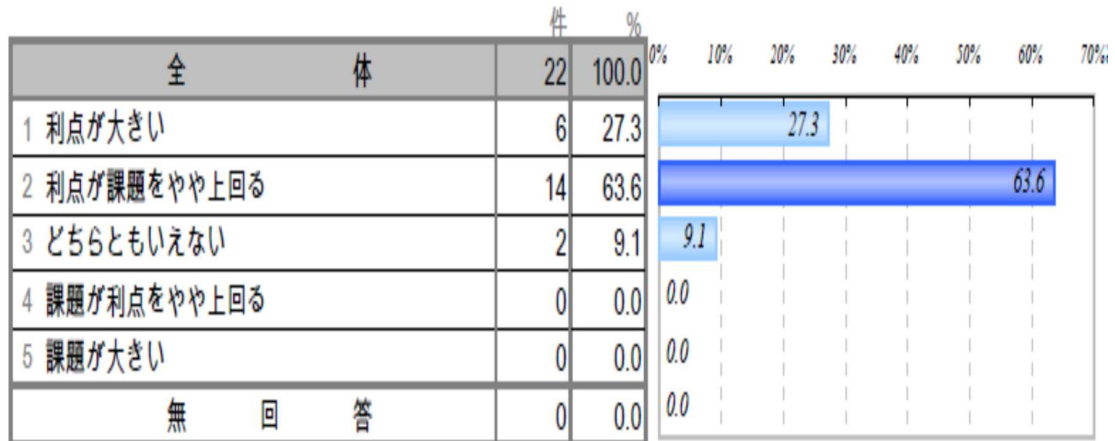 件 %
全 体 22 100.0 0% 10% 20% 30% 40% 50% 60% 70%
1 利点が大きい 6 27.3 27.3
2 利点が課題をやや上回る 14 63.6 63.6
3 どちらともいえない 2 9.1 9.1
4 課題が利点をやや上回る 0 0.0 0.0
5 課題が大きい 0 0.0 0.0
無 回 答 0 0.0 0.0